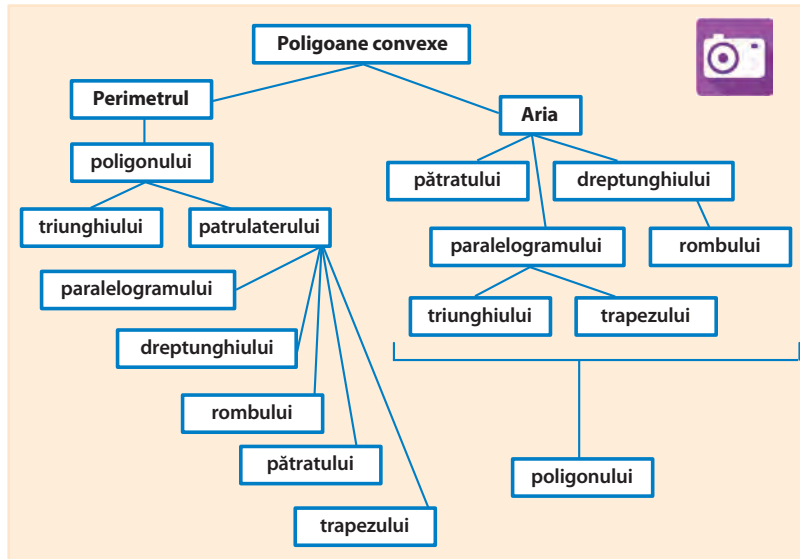 Poligoane convexe
Perimetrul
Aria
poligonului
pătratului
dreptunghiului
triunghiului
patrulaterului
paralelogramului
rombului
paralelogramului
triunghiului
trapezului
dreptunghiului
rombului
pătratului
poligonului
trapezului